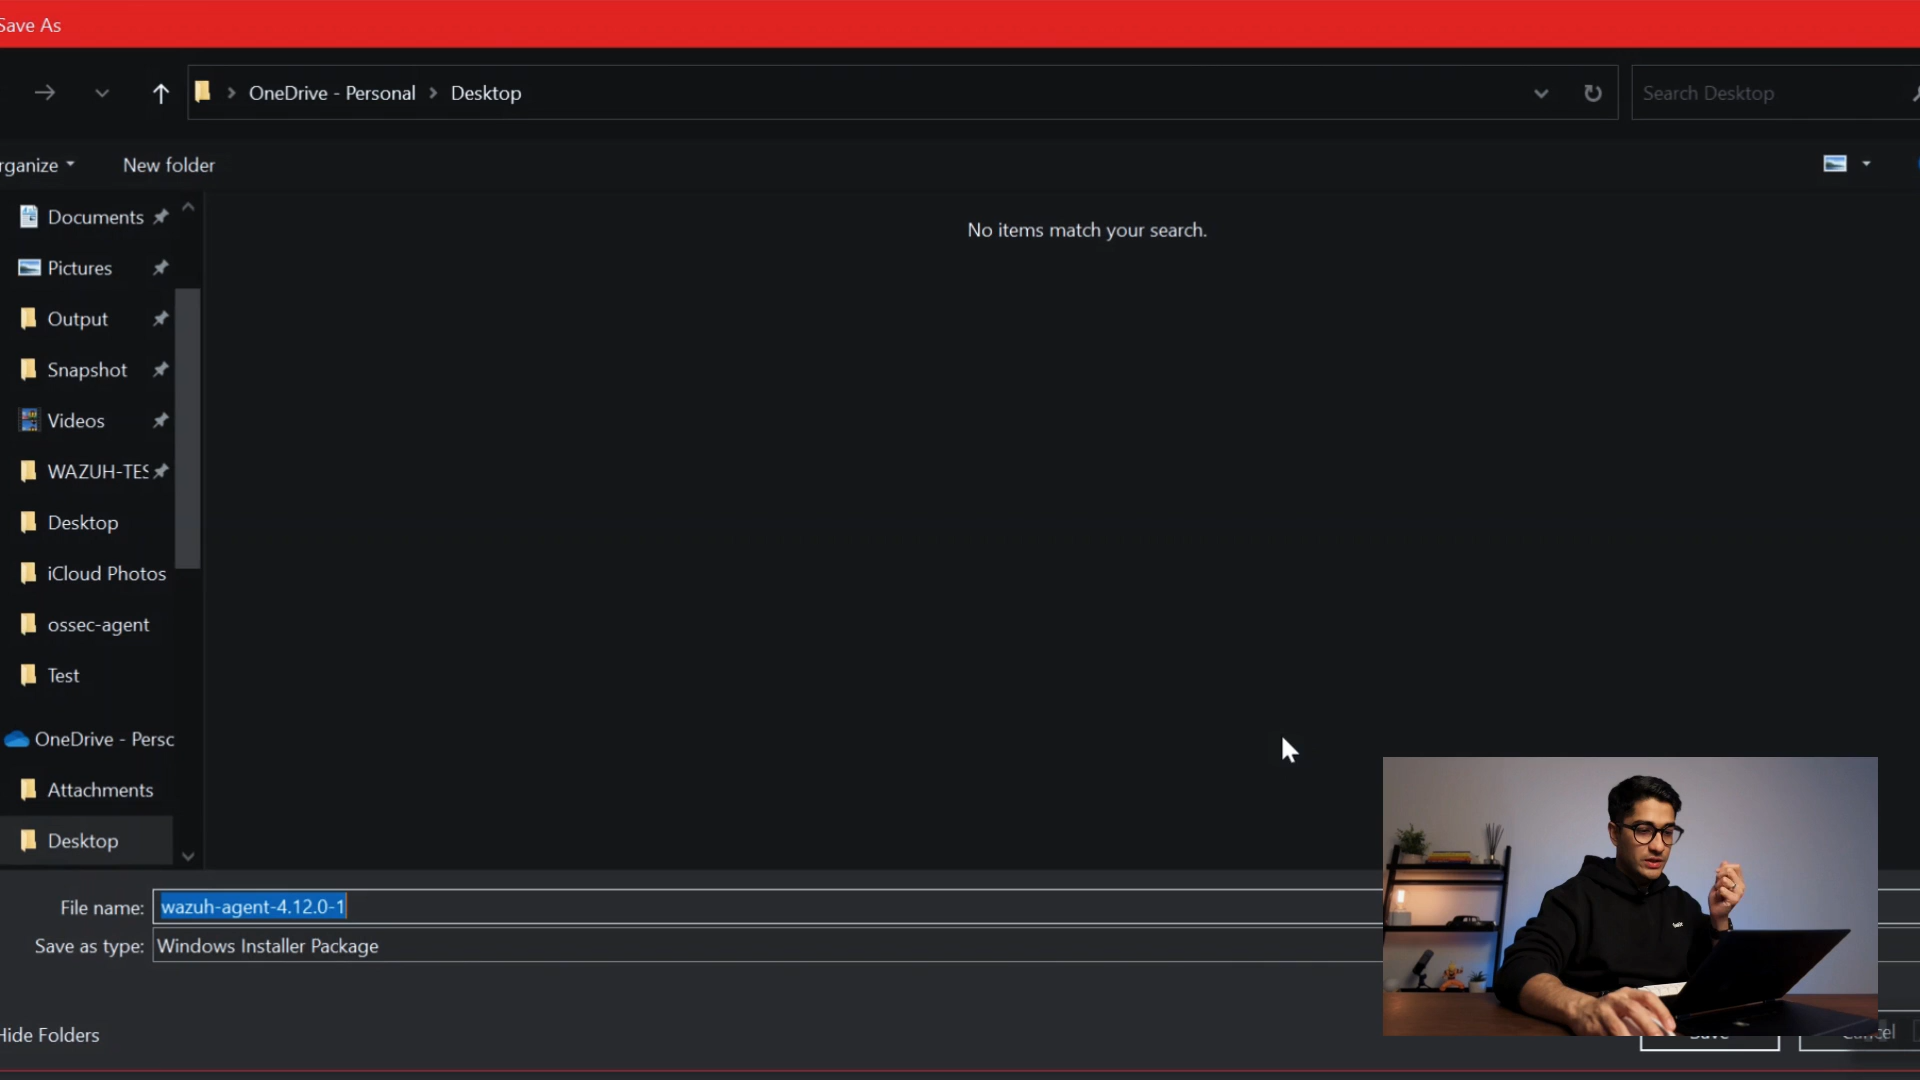 Save As
OneDrive - Personal > Desktop
Search Desktop
rganize
New folder
Documents
Pictures
Output
Snapshot
Videos
WAZUH-TES
Desktop
iCloud Photos
ossec-agent
Test
OneDrive - Persc
Attachments
Desktop
No items match your search.
File name: wazuh-agent-4.12.0-1
Save as type: Windows Installer Package
Hide Folders
Save
Cancel